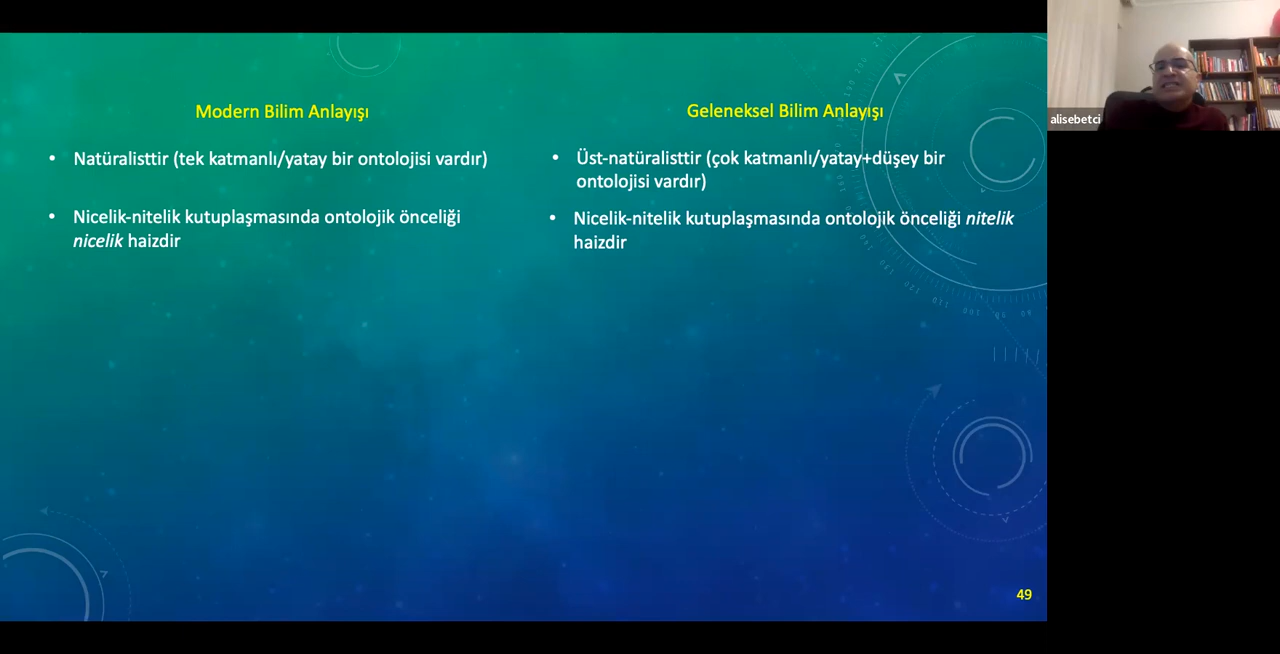 Modern Bilim Anlayışı
• Natüralisttir (tek katmanlı/yatay bir ontolojisi vardır)
• Nicelik-nitelik kutuplaşmasında ontolojik önceliği
nicelik haizdir
Geleneksel Bilim Anlayışı
• Üst-natüralisttir (çok katmanlı/yatay+düşey bir
ontolojisi vardır)
• Nicelik-nitelik kutuplaşmasında ontolojik önceliği nitelik
haizdir
49
alisebetci